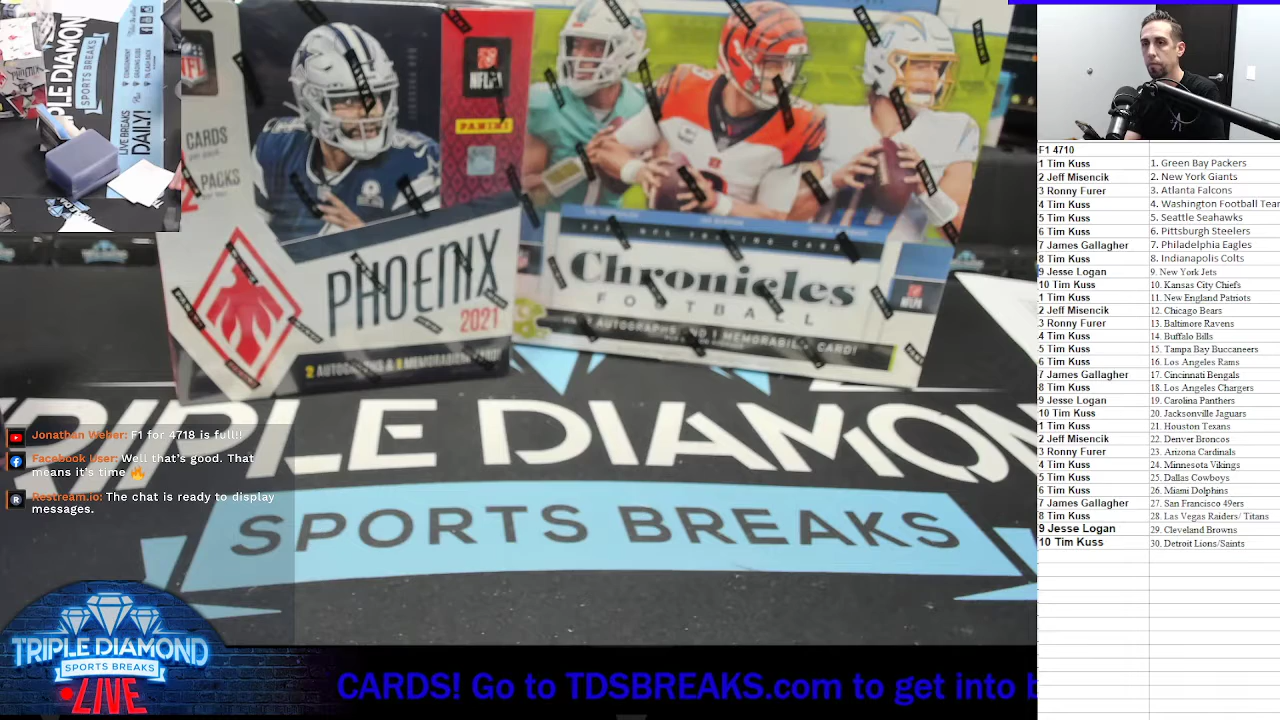 TRIPLE DIAMOND
SPORTS BREAKS
LIVE BREAKS
DAILY!
NFL
CARDS
PACKS
PANINI
PHOENIX
2021
2 AUTOGRAPHS & 1 MEMORABILIA CARD!
Chronicles
FOOTBALL
AUTOGRAPHS AND 1 MEMORABILIA CARD!
TRIPLE DIAMON
SPORTS BREAKS
Jonathan Weber: F1 for 4718 is full!!
Facebook User: Well that's good. That
means it's time 🔥
Restream.io: The chat is ready to display
messages.
TRIPLE DIAMOND
SPORTS BREAKS
LIVE
CARDS! Go to TDSBREAKS.com to get into b
F1 4710
1 Tim Kuss 1. Green Bay Packers
2 Jeff Misencik 2. New York Giants
3 Ronny Furer 3. Atlanta Falcons
4 Tim Kuss 4. Washington Football Tear
5 Tim Kuss 5. Seattle Seahawks
6 Tim Kuss 6. Pittsburgh Steelers
7 James Gallagher 7. Philadelphia Eagles
8 Tim Kuss 8. Indianapolis Colts
9 Jesse Logan 9. New York Jets
10 Tim Kuss 10. Kansas City Chiefs
1 Tim Kuss 11. New England Patriots
2 Jeff Misencik 12. Chicago Bears
3 Ronny Furer 13. Baltimore Ravens
4 Tim Kuss 14. Buffalo Bills
5 Tim Kuss 15. Tampa Bay Buccaneers
6 Tim Kuss 16. Los Angeles Rams
7 James Gallagher 17. Cincinnati Bengals
8 Tim Kuss 18. Los Angeles Chargers
9 Jesse Logan 19. Carolina Panthers
10 Tim Kuss 20. Jacksonville Jaguars
1 Tim Kuss 21. Houston Texans
2 Jeff Misencik 22. Denver Broncos
3 Ronny Furer 23. Arizona Cardinals
4 Tim Kuss 24. Minnesota Vikings
5 Tim Kuss 25. Dallas Cowboys
6 Tim Kuss 26. Miami Dolphins
7 James Gallagher 27. San Francisco 49ers
8 Tim Kuss 28. Las Vegas Raiders/ Titans
9 Jesse Logan 29. Cleveland Browns
10 Tim Kuss 30. Detroit Lions/Saints